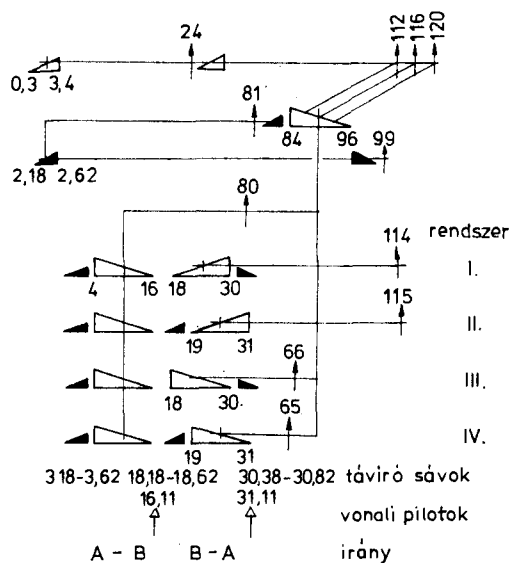 24
112
116
120
0,3 3,4
81
84 96
99
2,18 2,62
80
rendszer
114
I.
4 16 18 30
115
II.
19 31
66
III.
18 30
65
IV.
19 31
3 18-3,62 18,18-18,62 30,38-30,82 távíró sávok
16,11 31,11
vonali pilotok
A - B B - A irány